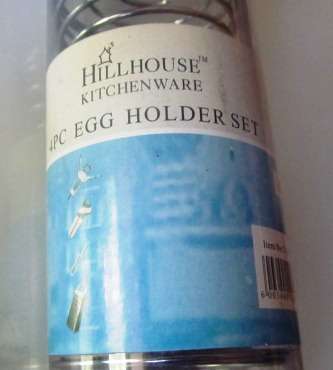 HILLHOUSE™
KITCHENWARE
4PC EGG HOLDER SET